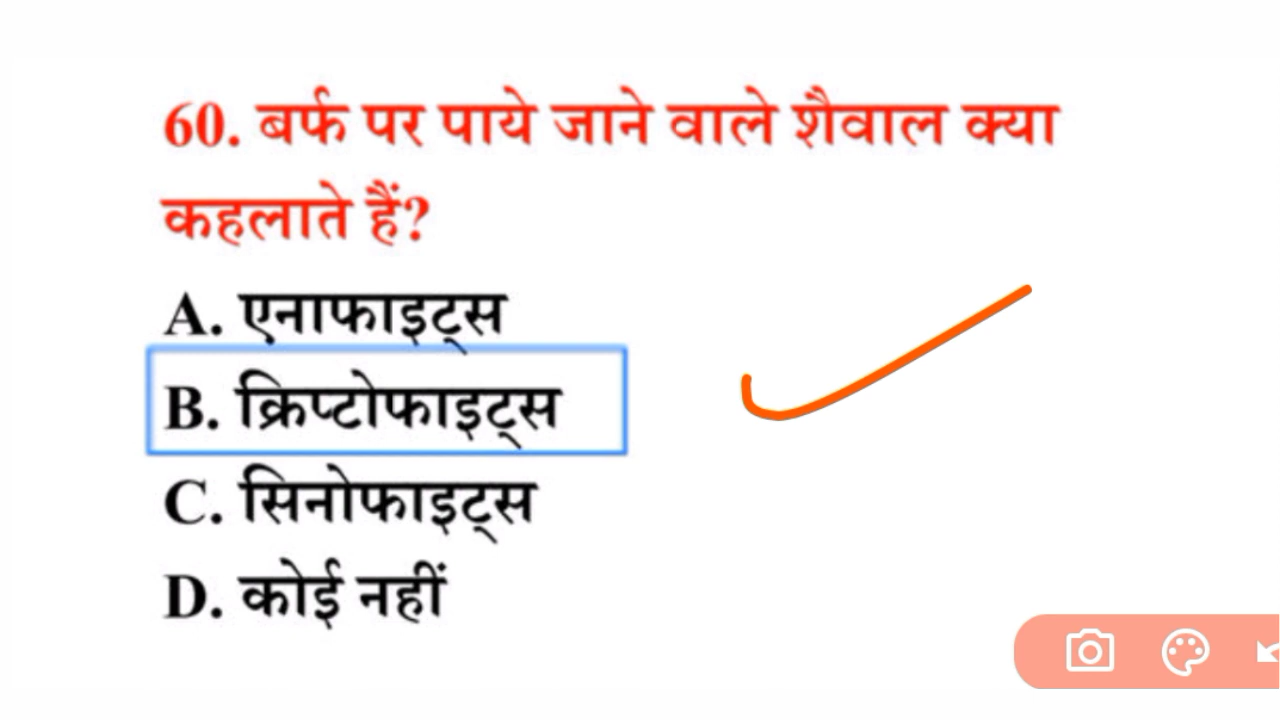 60. बर्फ पर पाये जाने वाले शैवाल क्या
कहलाते हैं?
A. एनाफाइट्स
B. क्रिप्टोफाइट्स
C. सिनोफाइट्स
D. कोई नहीं